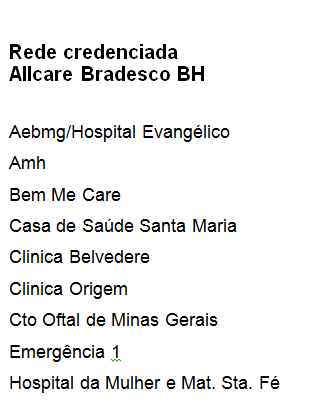 Rede credenciada
Allcare Bradesco BH
Aebmg/Hospital Evangélico
Amh
Bem Me Care
Casa de Saúde Santa Maria
Clinica Belvedere
Clinica Origem
Cto Oftal de Minas Gerais
Emergência 1
Hospital da Mulher e Mat. Sta. Fé